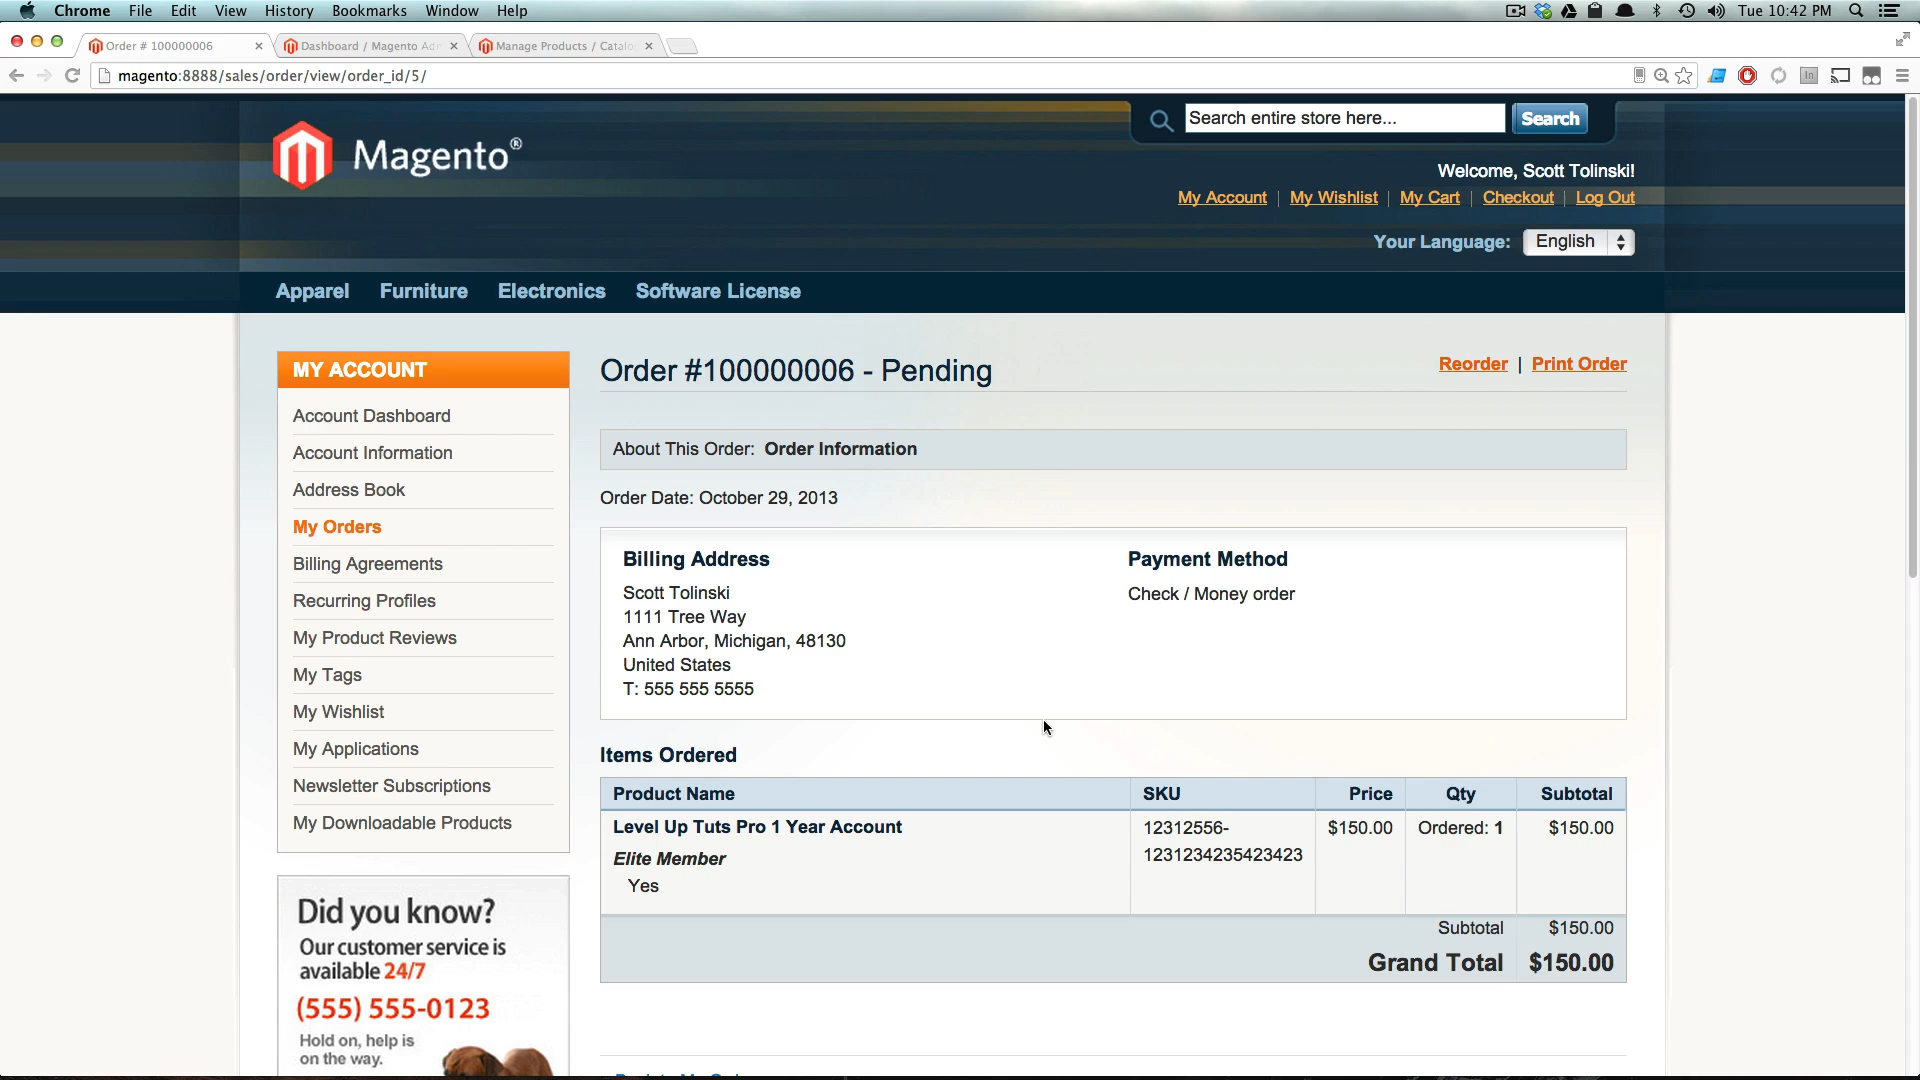 Chrome File Edit View History Bookmarks Window Help Tue 10:42 PM
Order # 100000006 Dashboard / Magento Ad Manage Products / Catalo
magento:8888/sales/order/view/order_id/5/
Magento®
Search entire store here... Search
Welcome, Scott Tolinski!
My Account My Wishlist My Cart Checkout Log Out
Your Language: English
Apparel Furniture Electronics Software License
MY ACCOUNT
Account Dashboard
Account Information
Address Book
My Orders
Billing Agreements
Recurring Profiles
My Product Reviews
My Tags
My Wishlist
My Applications
Newsletter Subscriptions
My Downloadable Products
Did you know?
Our customer service is
available 24/7
(555) 555-0123
Hold on, help is
on the way.
Order #100000006 - Pending
Reorder | Print Order
About This Order: Order Information
Order Date: October 29, 2013
Billing Address
Scott Tolinski
1111 Tree Way
Ann Arbor, Michigan, 48130
United States
T: 555 555 5555
Payment Method
Check / Money order
Items Ordered
Product Name SKU Price Qty Subtotal
Level Up Tuts Pro 1 Year Account 12312556- $150.00 Ordered: 1 $150.00
1231234235423423
Elite Member
Yes
Subtotal $150.00
Grand Total $150.00